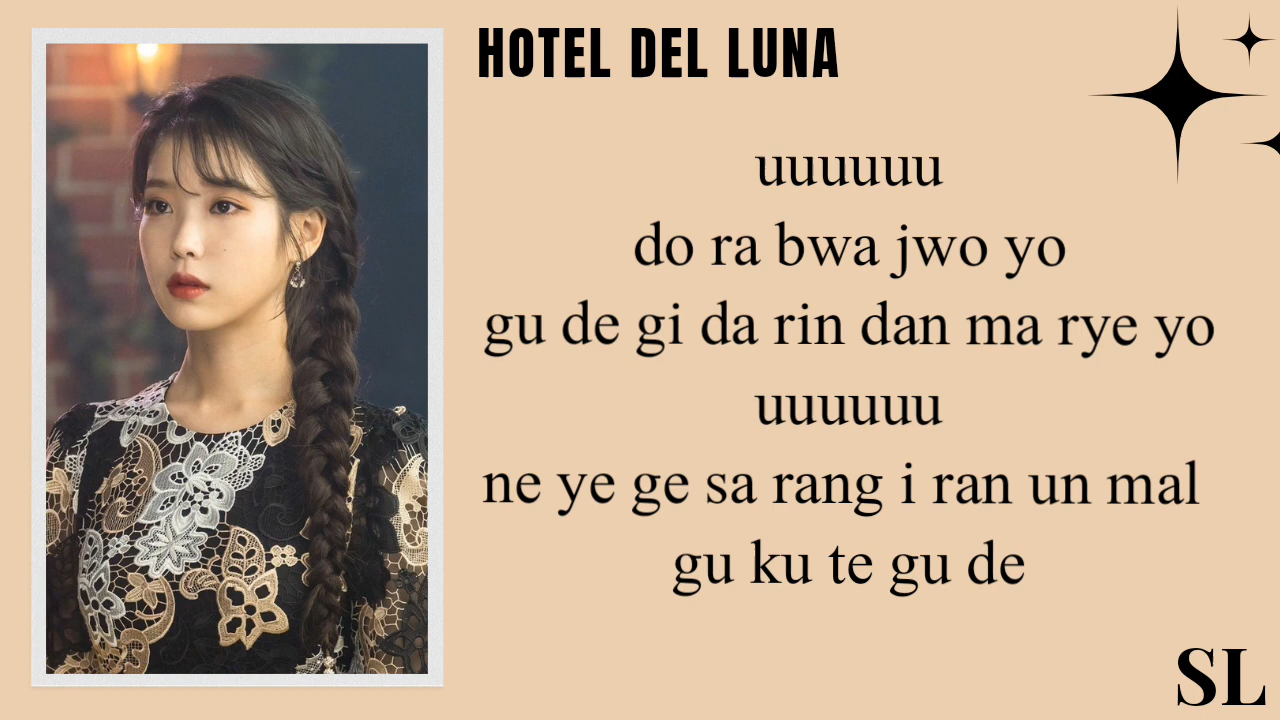 HOTEL DEL LUNA
uuuuuu
do ra bwa jwo yo
gu de gi da rin dan ma rye yo
uuuuuu
ne ye ge sa rang i ran un mal
gu ku te gu de
SL